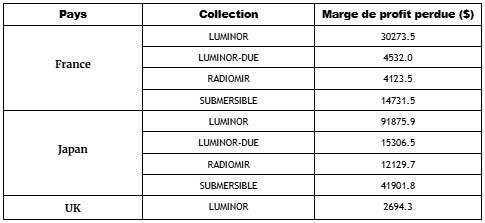 Pays Collection Marge de profit perdue ($)
France LUMINOR 30273.5
LUMINOR-DUE 4532.0
RADIOMIR 4123.5
SUBMERSIBLE 14731.5
Japan LUMINOR 91875.9
LUMINOR-DUE 15306.5
RADIOMIR 12129.7
SUBMERSIBLE 41901.8
UK LUMINOR 2694.3